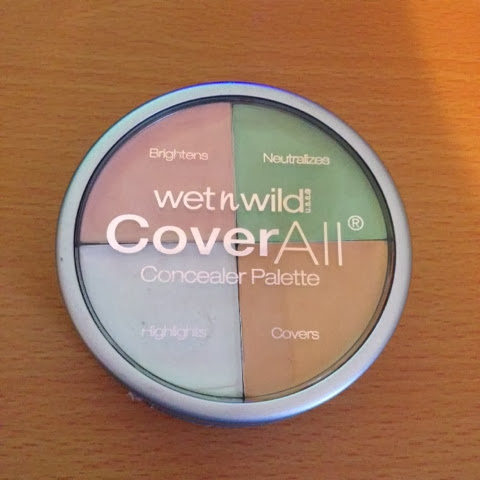 Brightens Neutralizes
wet n wild U.S.A.®
CoverAll®
Concealer Palette
Highlights Covers